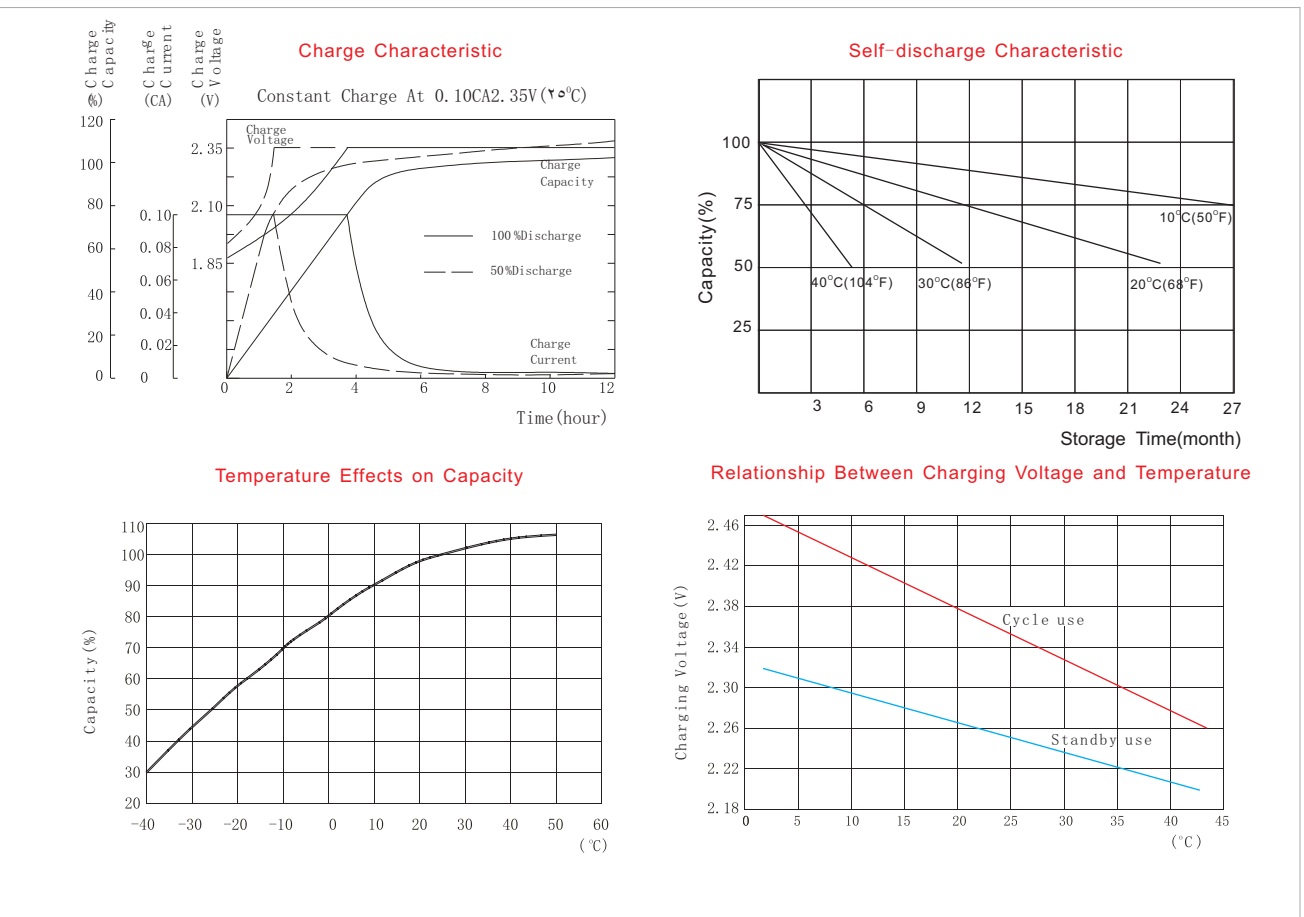 Charge Characteristic
Charge Capacity (%)
Charge Current (CA)
Charge Voltage (V)
Constant Charge At 0.10CA2.35V(٢٥°C)
120
100
80
60
40
20
0
0.10
0.08
0.06
0.04
0.02
0
2.35
2.10
1.85
Charge
Voltage
Charge
Capacity
100%Discharge
50%Discharge
Charge
Current
0 2 4 6 8 10 12
Time(hour)
Self-discharge Characteristic
Capacity(%)
100
75
50
25
10°C(50°F)
40°C(104°F) 30°C(86°F) 20°C(68°F)
3 6 9 12 15 18 21 24 27
Storage Time(month)
Temperature Effects on Capacity
Capacity(%)
110
100
90
80
70
60
50
40
30
20
-40 -30 -20 -10 0 10 20 30 40 50 60
(°C)
Relationship Between Charging Voltage and Temperature
Charging Voltage(V)
2.46
2.42
2.38
2.34
2.30
2.26
2.22
2.18
Cycle use
Standby use
0 5 10 15 20 25 30 35 40 45
(°C)